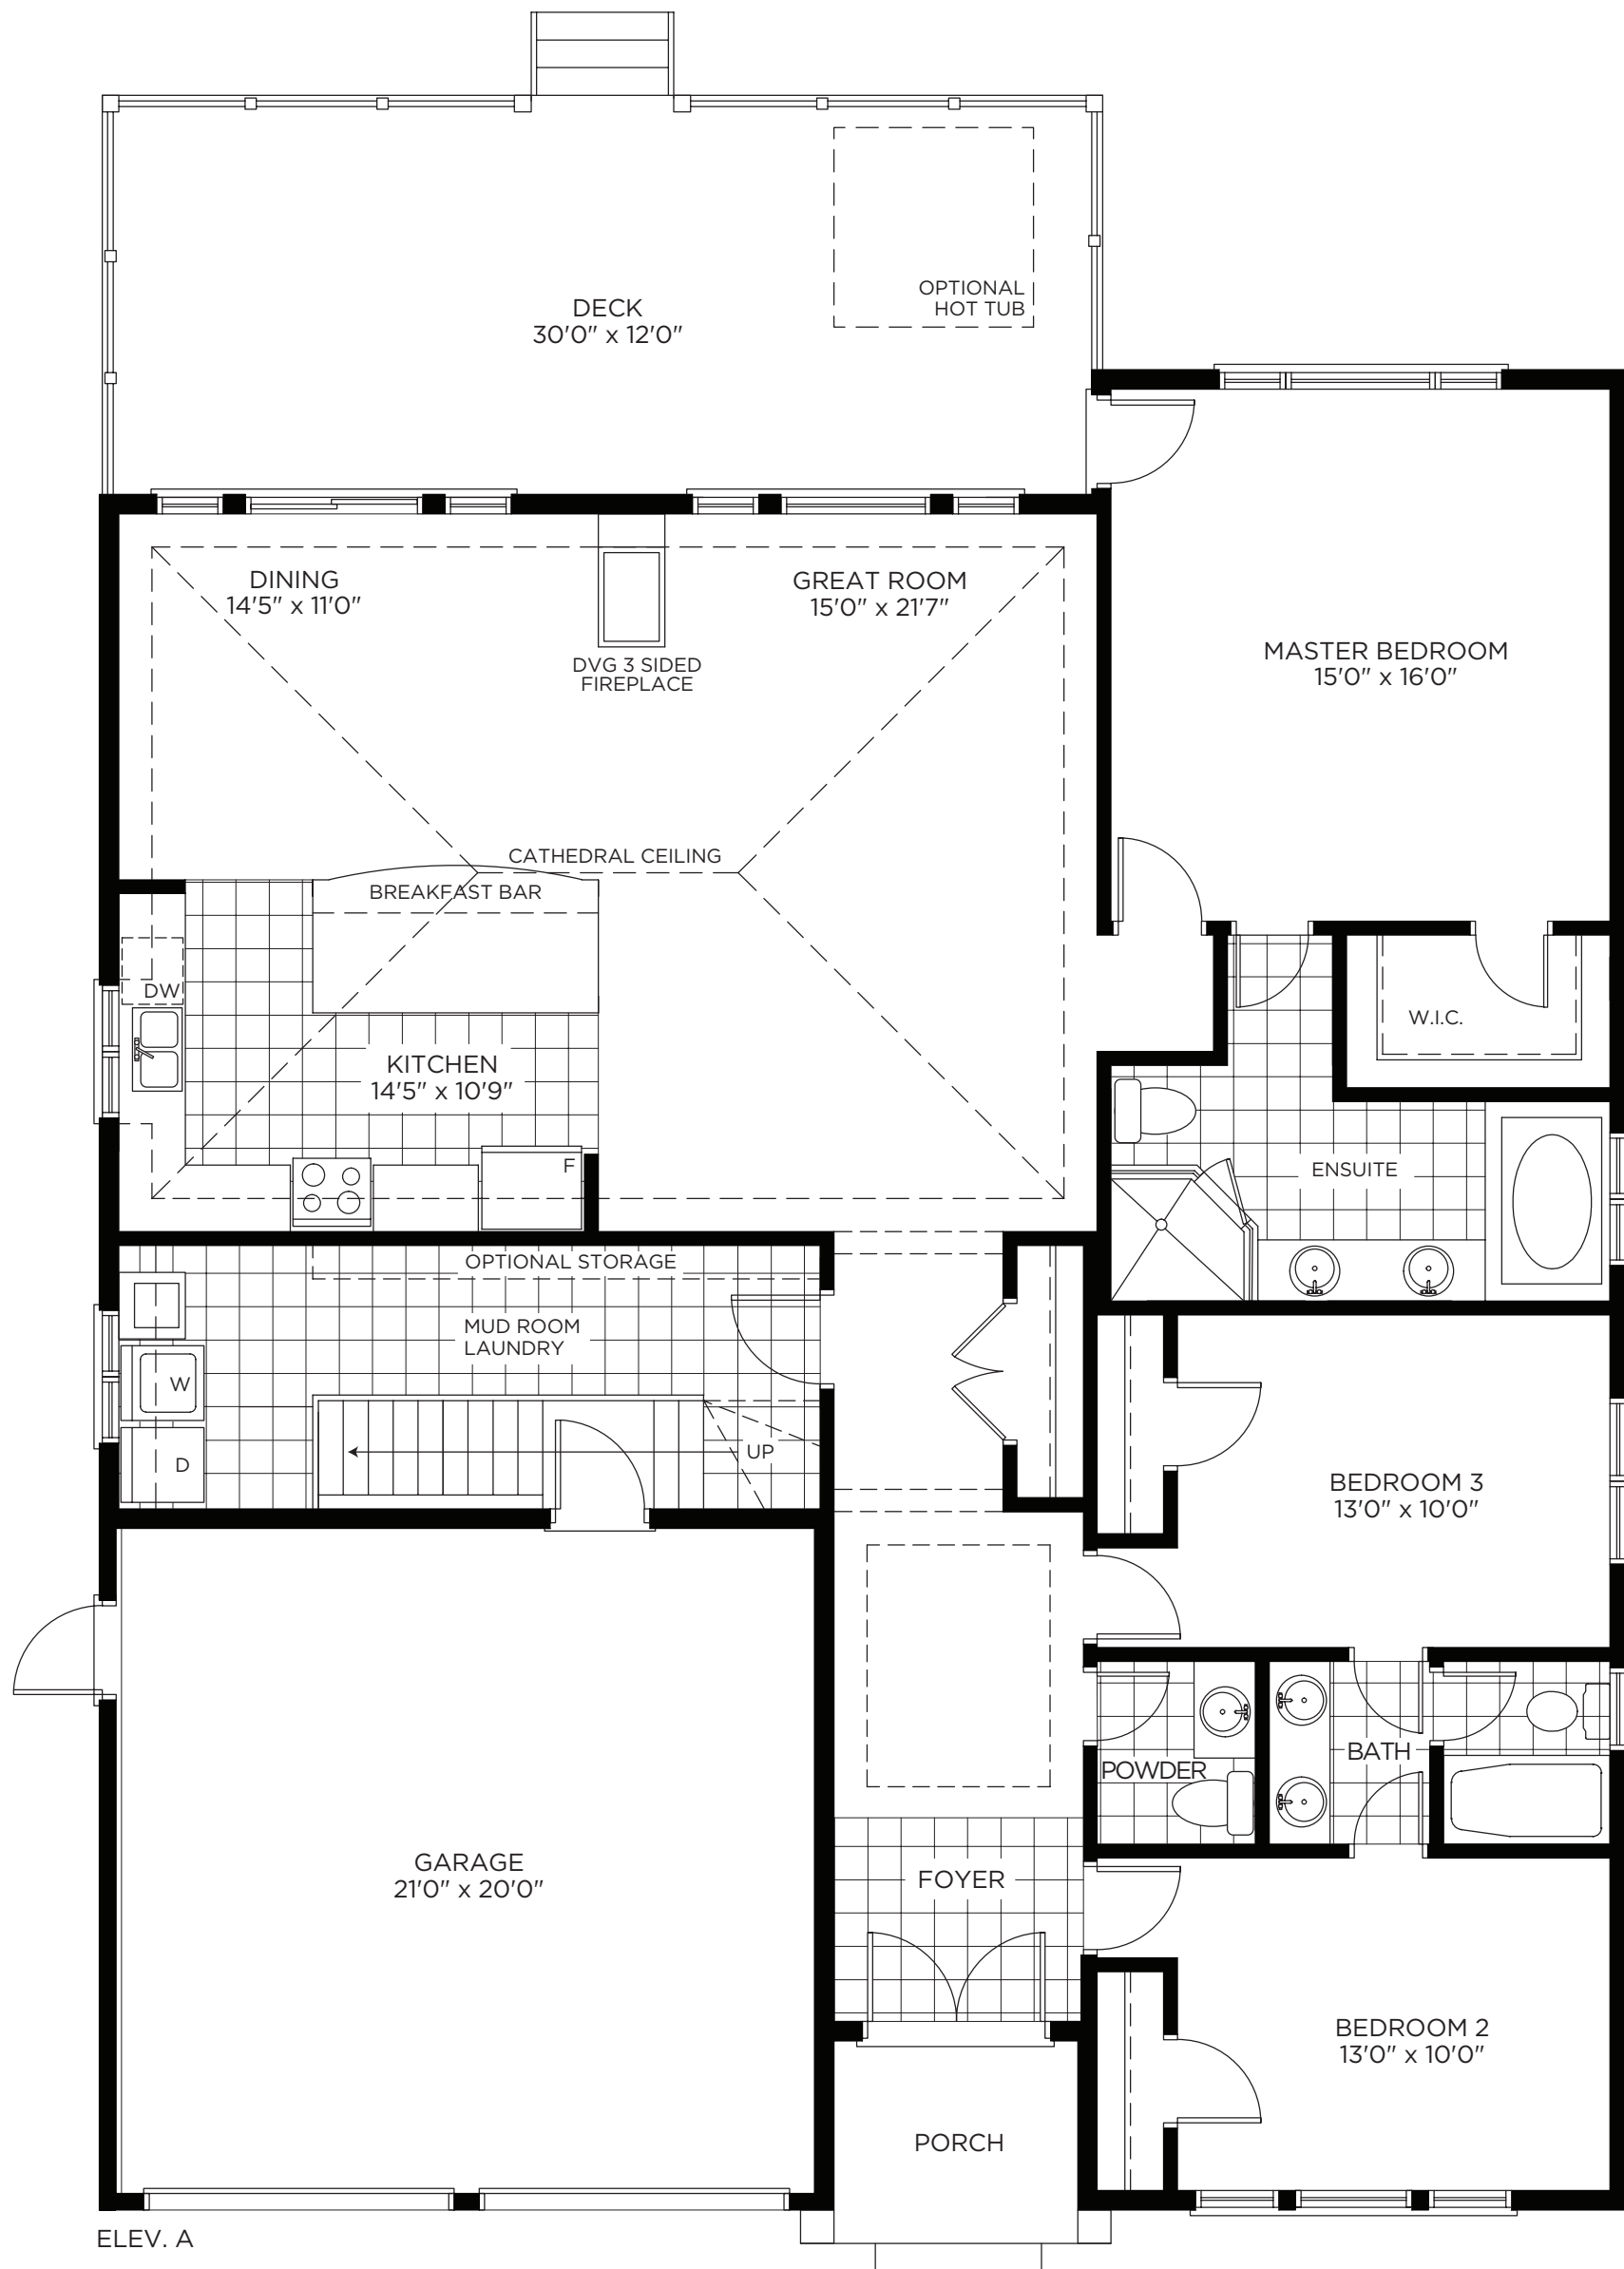 OPTIONAL
HOT TUB
DECK
30'0" x 12'0"
DINING
14'5" x 11'0"
GREAT ROOM
15'0" x 21'7"
DVG 3 SIDED
FIREPLACE
MASTER BEDROOM
15'0" x 16'0"
CATHEDRAL CEILING
BREAKFAST BAR
DW
W.I.C.
KITCHEN
14'5" x 10'9"
F
ENSUITE
OPTIONAL STORAGE
MUD ROOM
LAUNDRY
W
UP
D
BEDROOM 3
13'0" x 10'0"
POWDER
BATH
GARAGE
21'0" x 20'0"
FOYER
BEDROOM 2
13'0" x 10'0"
PORCH
ELEV. A